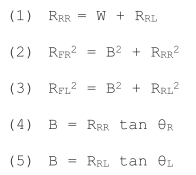 (1) R_RR = W + R_RL
(2) R_FR² = B² + R_RR²
(3) R_FL² = B² + R_RL²
(4) B = R_RR tan θ_R
(5) B = R_RL tan θ_L